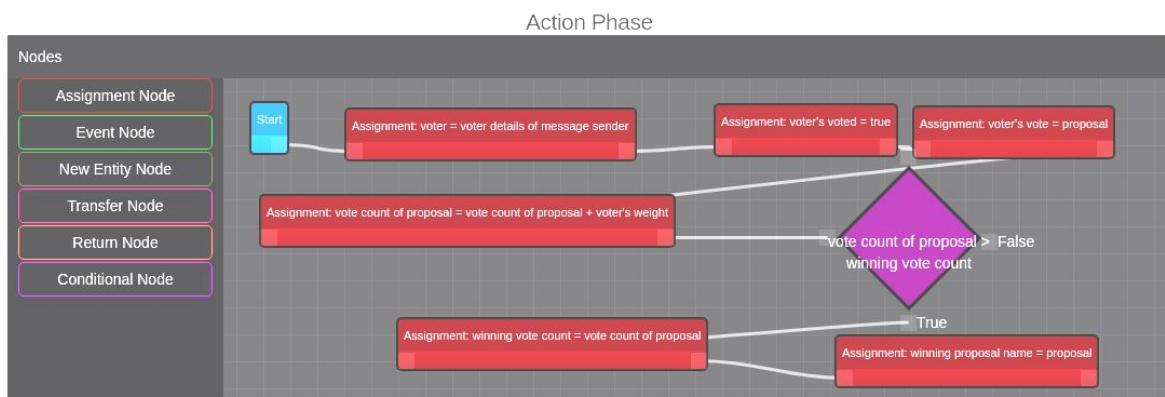 Action Phase
Nodes
Assignment Node
Event Node
New Entity Node
Transfer Node
Return Node
Conditional Node
Start
Assignment: voter = voter details of message sender
Assignment: voter's voted = true
Assignment: voter's vote = proposal
Assignment: vote count of proposal = vote count of proposal + voter's weight
vote count of proposal >
winning vote count
False
True
Assignment: winning vote count = vote count of proposal
Assignment: winning proposal name = proposal